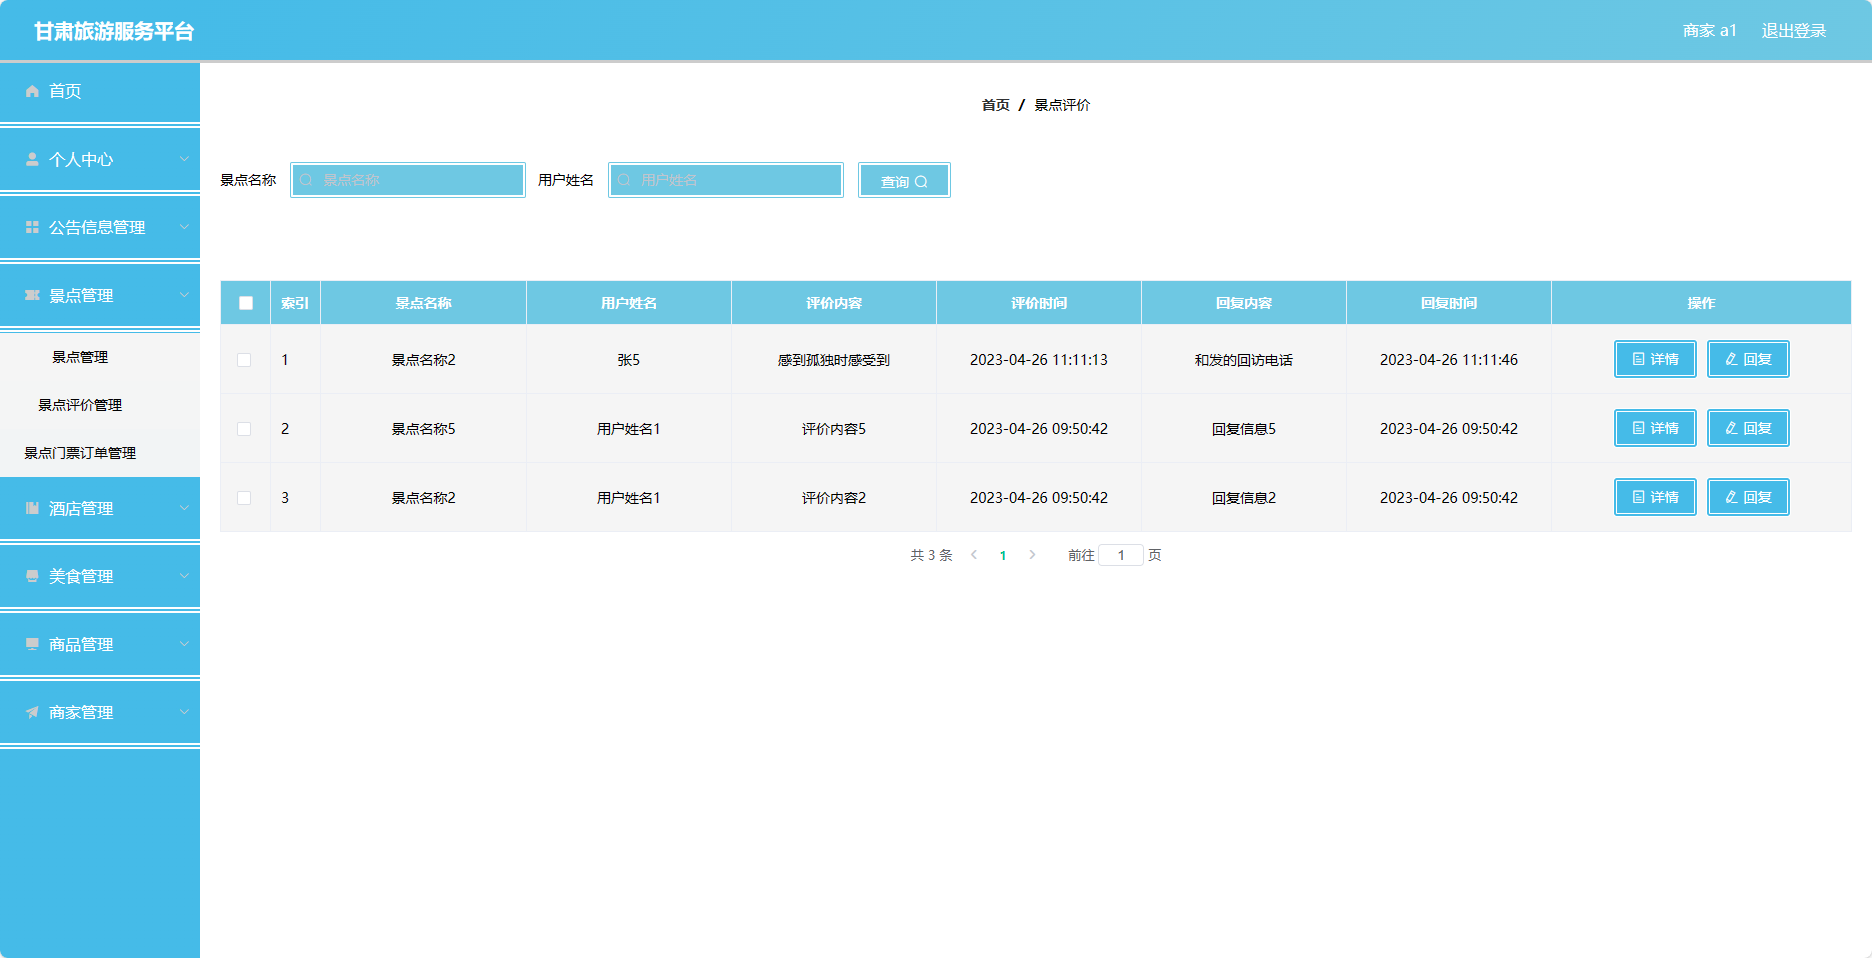 甘肃旅游服务平台
商家 a1 退出登录
首页
个人中心
公告信息管理
景点管理
景点管理
景点评价管理
景点门票订单管理
酒店管理
美食管理
商品管理
商家管理
首页 / 景点评价
景点名称 景点名称 用户姓名 用户姓名 查询
索引 景点名称 用户姓名 评价内容 评价时间 回复内容 回复时间 操作
1 景点名称2 张5 感到孤独时感受到 2023-04-26 11:11:13 和发的回访电话 2023-04-26 11:11:46 详情 回复
2 景点名称5 用户姓名1 评价内容5 2023-04-26 09:50:42 回复信息5 2023-04-26 09:50:42 详情 回复
3 景点名称2 用户姓名1 评价内容2 2023-04-26 09:50:42 回复信息2 2023-04-26 09:50:42 详情 回复
共 3 条 1 前往 1 页